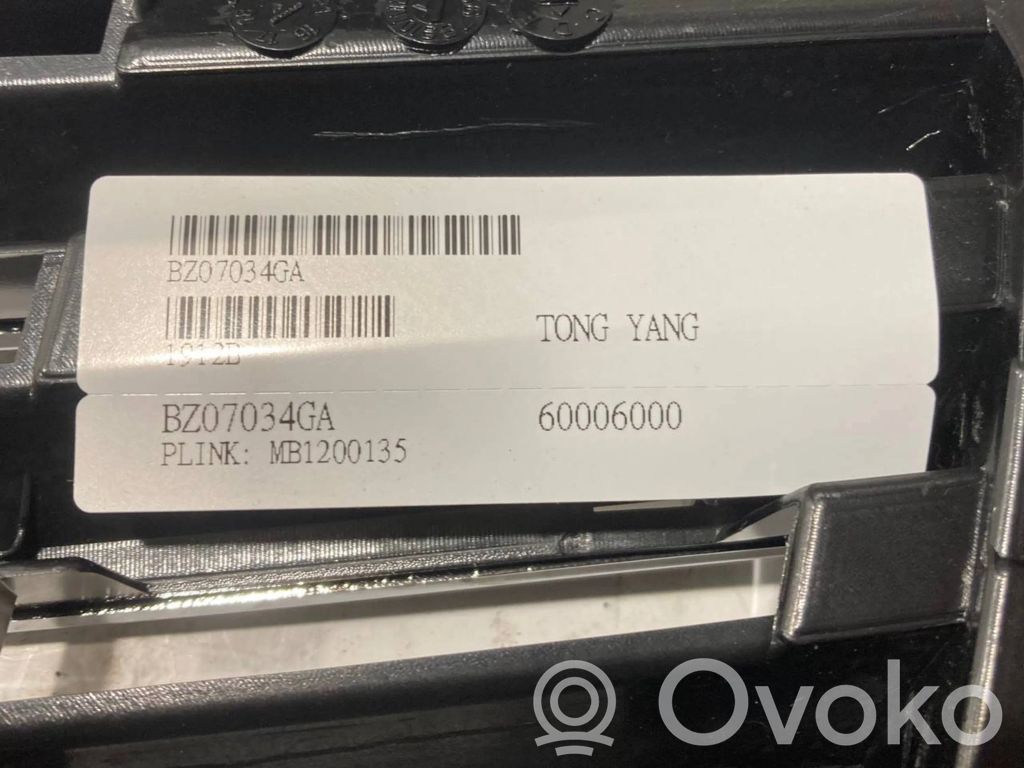 BZ07034GA
1912B
TONG YANG
BZ07034GA
60006000
PLINK: MB1200135
Ovoko